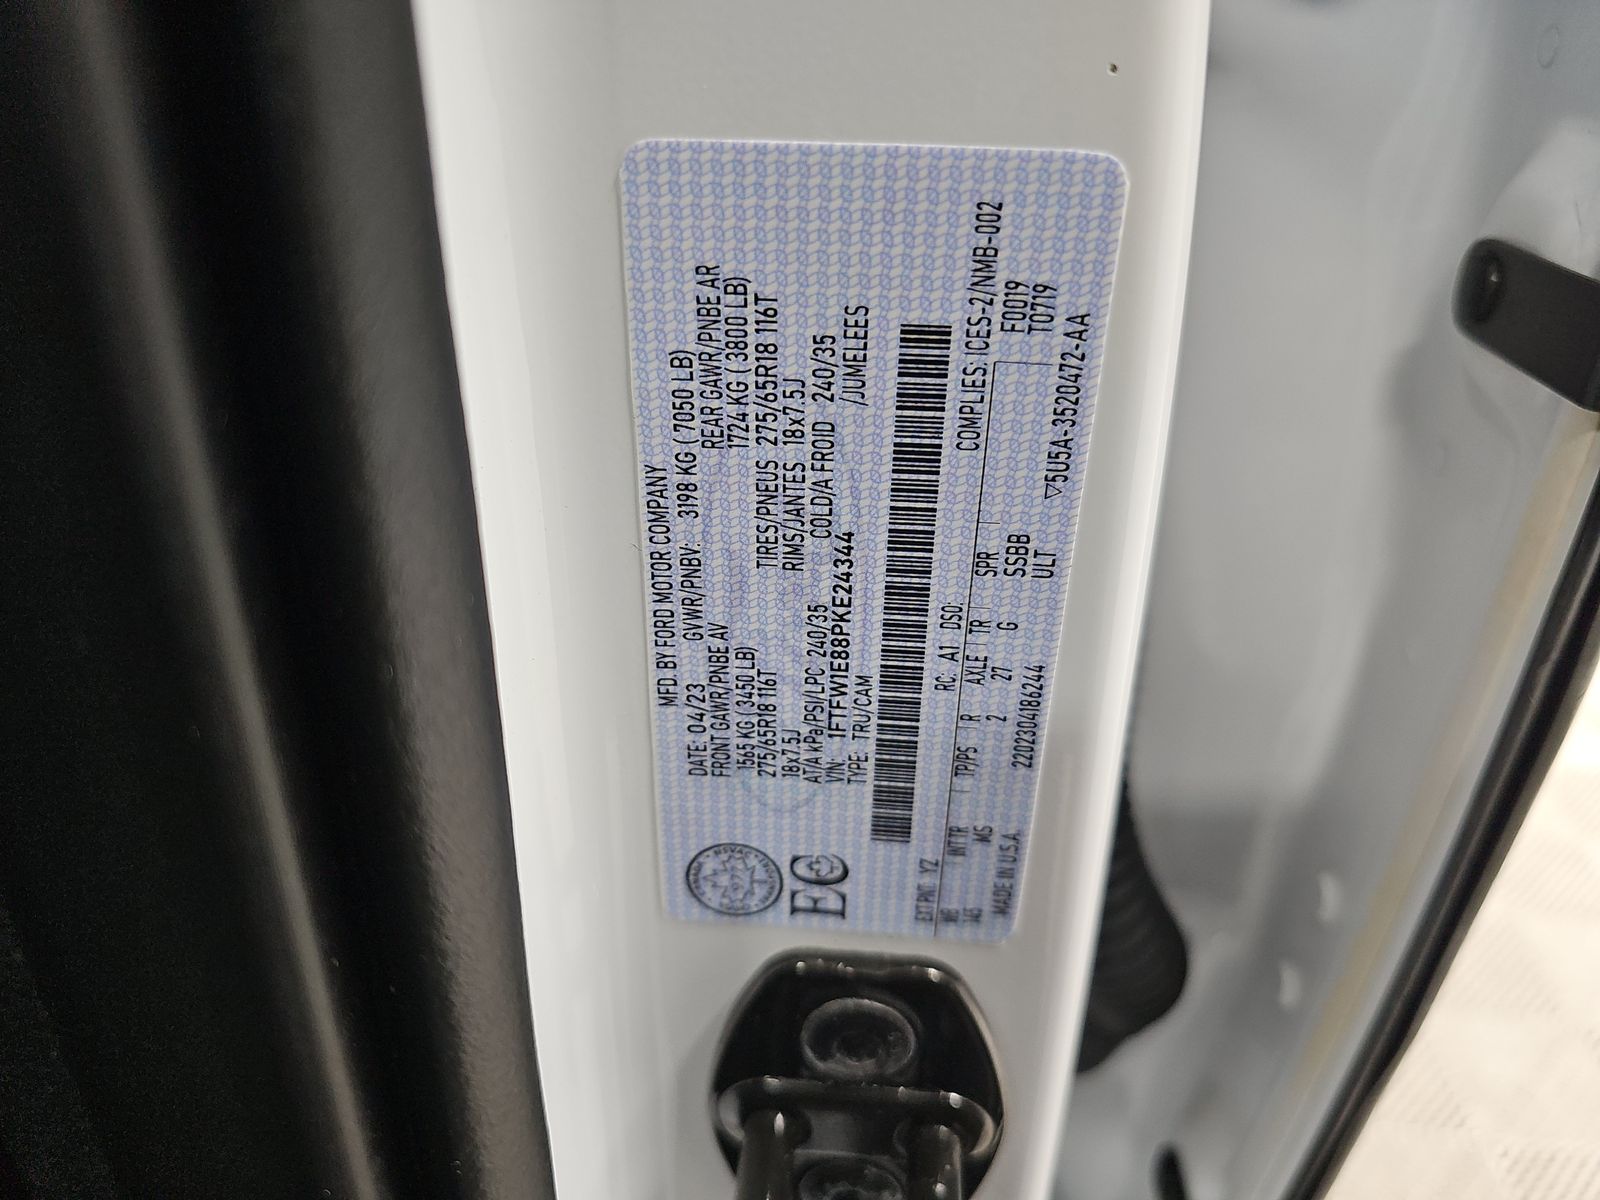 MFD BY FORD MOTOR COMPANY
DATE: 04/23 GVWR/PNBV: 3198 KG ( 7050 LB)
FRONT GAWR/PNBE AV REAR GAWR/PNBE AR
1565 KG ( 3450 LB) 1724 KG ( 3800 LB)
275/65R18 116T TIRES/PNEUS 275/65R18 116T
18x7.5J RIMS/JANTES 18x7.5J
AT/A kPa/PSI/LPC 240/35 COLD/A FROID 240/35
VIN: 1FTFW1E88PKE24344
TYPE: TRU/CAM /JUMELEES
EC
COMPLIES: ICES-2/NMB-002
EXT PNT: YZ RC: A1 DSO:
WB INT TR TP/PS R AXLE TR SPR F0019
145 MS 2 27 G SSBB T0719
ULT
MADE IN U.S.A. 2202304186244 ▽5U5A-3520472-AA